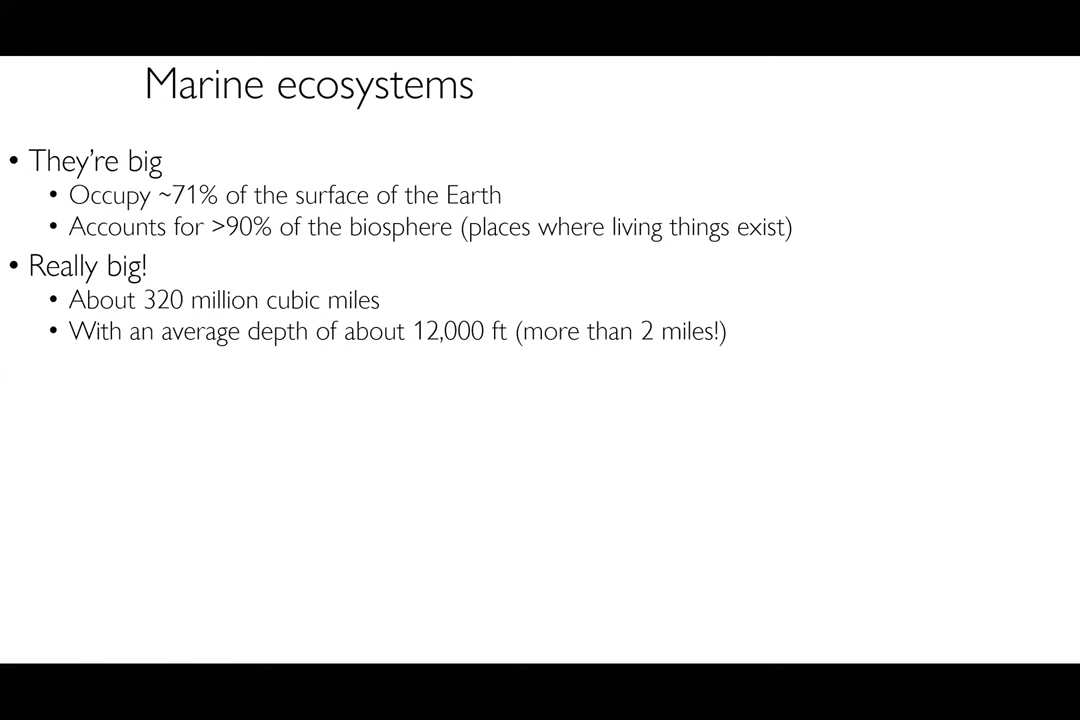 Marine ecosystems
• They're big
• Occupy ~71% of the surface of the Earth
• Accounts for >90% of the biosphere (places where living things exist)
• Really big!
• About 320 million cubic miles
• With an average depth of about 12,000 ft (more than 2 miles!)